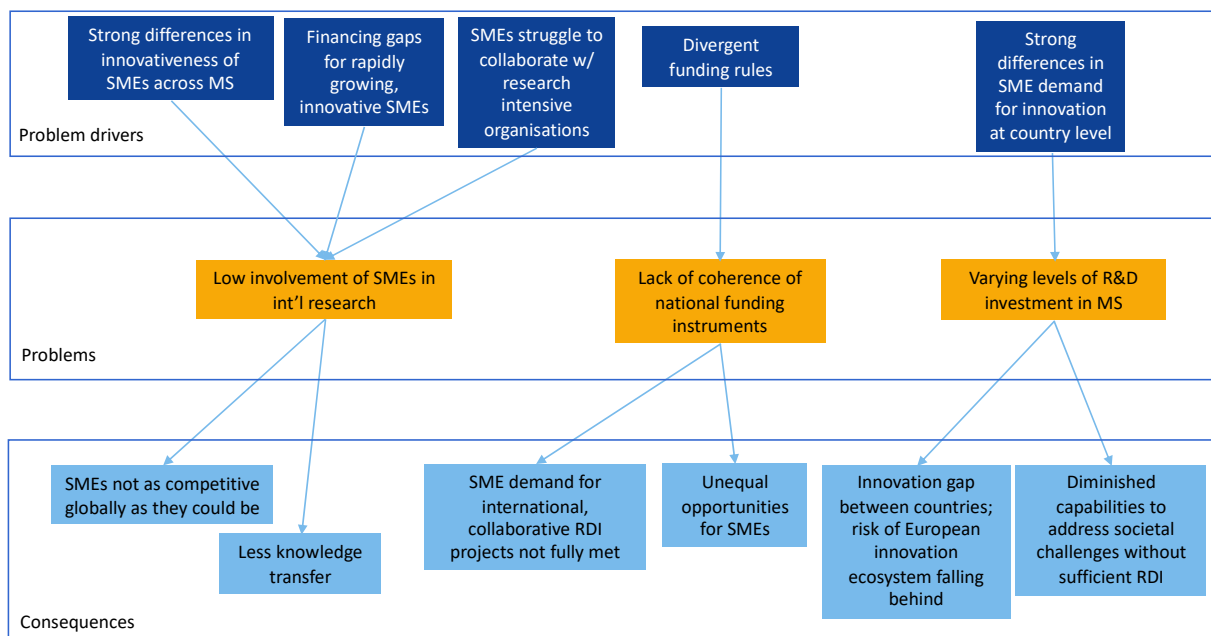 Strong differences in
innovativeness of
SMEs across MS
Financing gaps
for rapidly
growing,
innovative SMEs
SMEs struggle to
collaborate w/
research
intensive
organisations
Divergent
funding rules
Strong
differences in
SME demand
for innovation
at country level
Problem drivers
Low involvement of SMEs in
int’l research
Lack of coherence of
national funding
instruments
Varying levels of R&D
investment in MS
Problems
SMEs not as competitive
globally as they could be
Less knowledge
transfer
SME demand for
international,
collaborative RDI
projects not fully met
Unequal
opportunities
for SMEs
Innovation gap
between countries;
risk of European
innovation
ecosystem falling
behind
Diminished
capabilities to
address societal
challenges without
sufficient RDI
Consequences